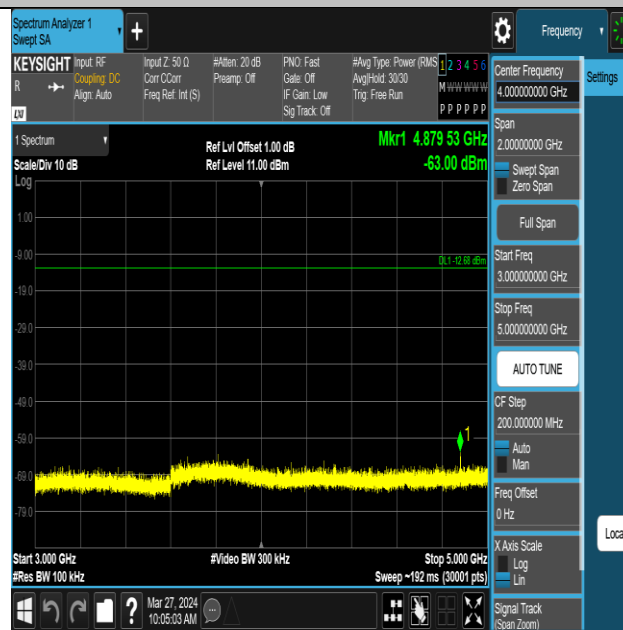 Spectrum Analyzer 1
Swept SA
Frequency
KEYSIGHT
R
LXI
Input: RF
Coupling: DC
Align: Auto
Input Z: 50 Ω
Corr CCorr
Freq Ref: Int (S)
#Atten: 20 dB
Preamp: Off
PNO: Fast
Gate: Off
IF Gain: Low
Sig Track: Off
#Avg Type: Power (RMS
Avg|Hold: 30/30
Trig: Free Run
1 2 3 4 5 6
M W W W W W
P P P P P P
1 Spectrum
Scale/Div 10 dB
Ref Lvl Offset 1.00 dB
Ref Level 11.00 dBm
Mkr1 4.879 53 GHz
-63.00 dBm
Log
1.00
-9.00
DL1 -12.68 dBm
-19.0
-29.0
-39.0
-49.0
-59.0
1
-69.0
-79.0
Start 3.000 GHz
#Res BW 100 kHz
#Video BW 300 kHz
Stop 5.000 GHz
Sweep ~192 ms (30001 pts)
Center Frequency
4.000000000 GHz
Settings
Span
2.00000000 GHz
Swept Span
Zero Span
Full Span
Start Freq
3.000000000 GHz
Stop Freq
5.000000000 GHz
AUTO TUNE
CF Step
200.000000 MHz
Auto
Man
Freq Offset
0 Hz
Loca
X Axis Scale
Log
Lin
Signal Track
(Span Zoom)
?
Mar 27, 2024
10:05:03 AM